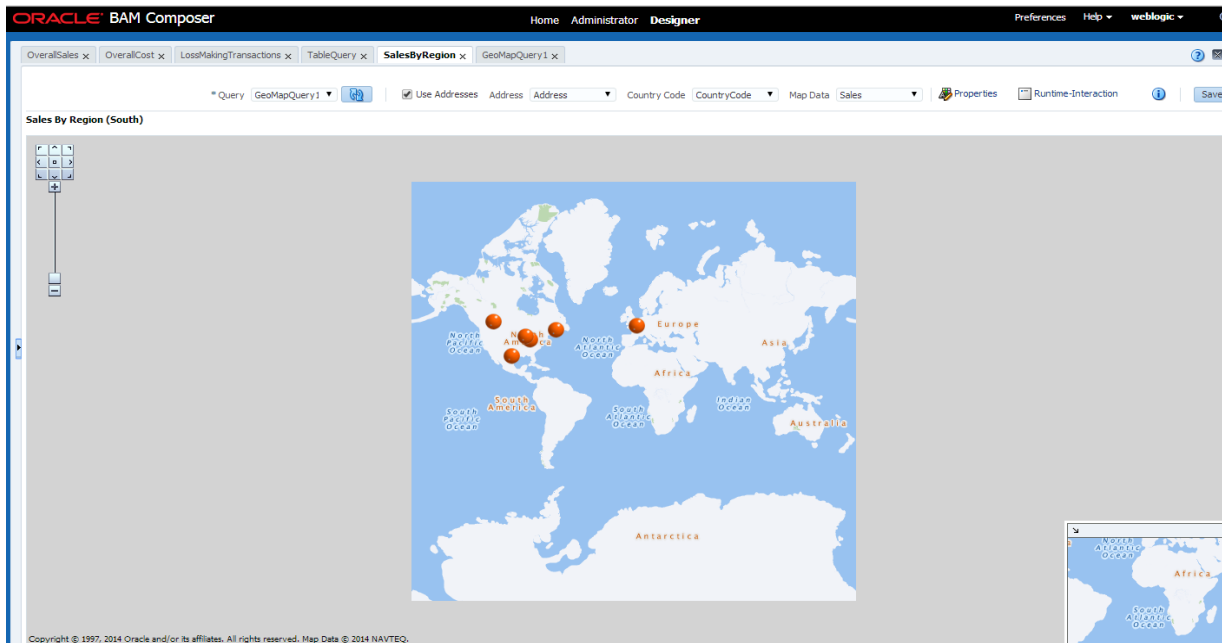 ORACLE BAM Composer
Home Administrator Designer
Preferences Help weblogic
OverallSales x OverallCost x LossMakingTransactions x TableQuery x SalesByRegion x GeoMapQuery1 x
* Query GeoMapQuery1 Use Addresses Address Address Country Code CountryCode Map Data Sales Properties Runtime-Interaction Save
Sales By Region (South)
Europe
North Pacific Ocean
North America
North Atlantic Ocean
Asia
Africa
South America
South Pacific Ocean
South Atlantic Ocean
Indian Ocean
Australia
Antarctica
North Atlantic Ocean
Africa
South Atlantic Ocean
Copyright © 1997, 2014 Oracle and/or its affiliates. All rights reserved. Map Data © 2014 NAVTEQ.